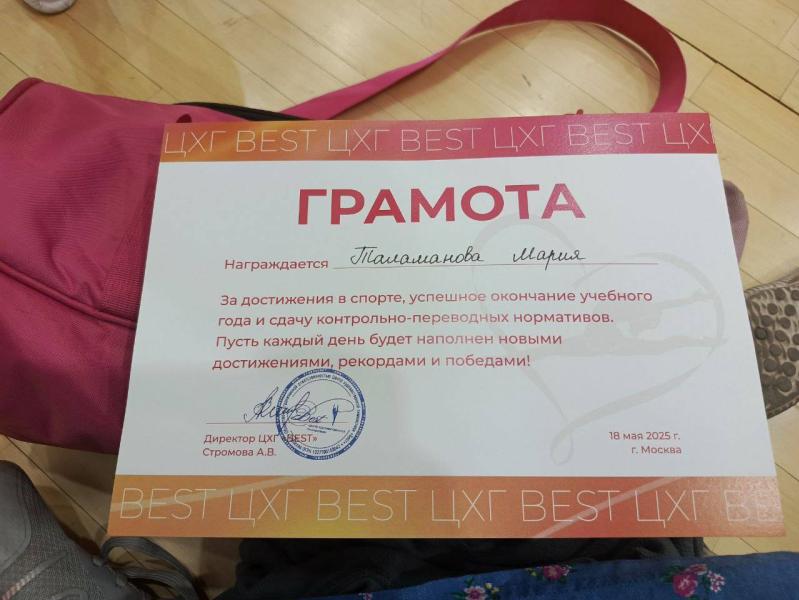 ЦХГ BEST ЦХГ BEST ЦХГ BEST ЦХ
ГРАМОТА
Награждается Таламанова Мария
За достижения в спорте, успешное окончание учебного
года и сдачу контрольно-переводных нормативов.
Пусть каждый день будет наполнен новыми
достижениями, рекордами и победами!
Best
Директор ЦХГ «BEST»
Стромова А.В.
18 мая 2025 г.
г. Москва
BEST ЦХГ BEST ЦХГ BEST ЦХГ BE